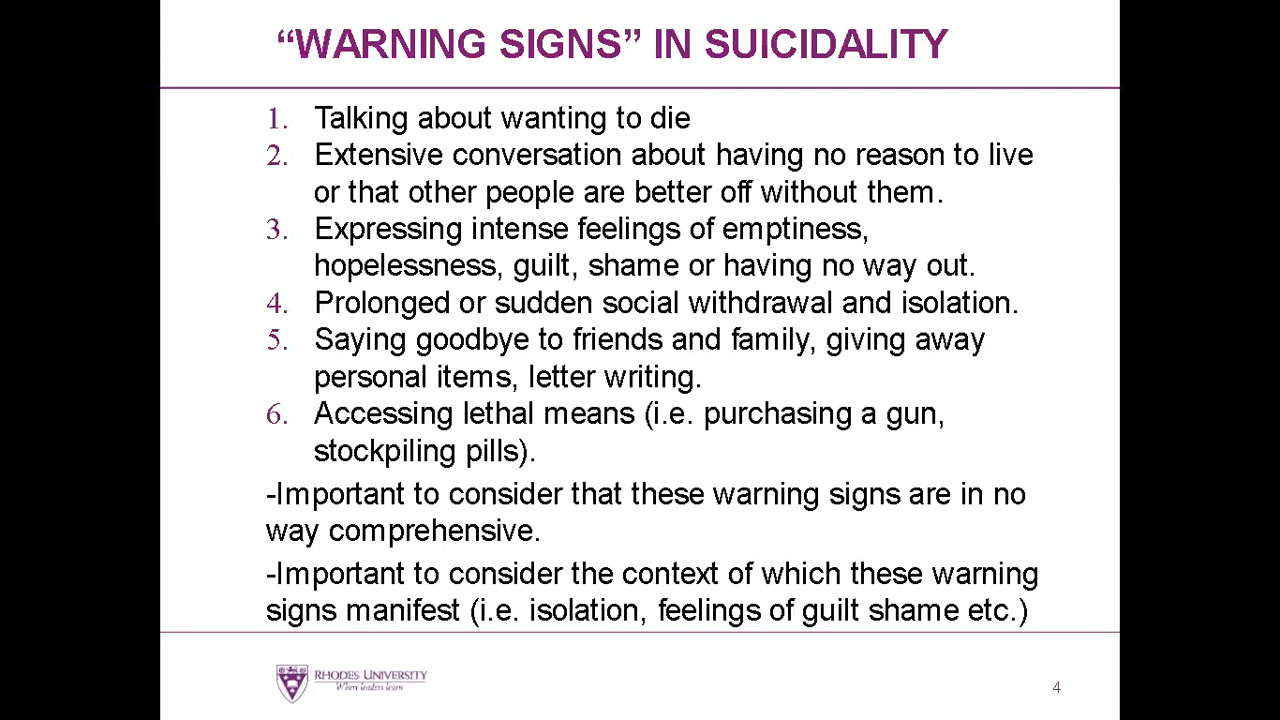 “WARNING SIGNS” IN SUICIDALITY
1. Talking about wanting to die
2. Extensive conversation about having no reason to live
or that other people are better off without them.
3. Expressing intense feelings of emptiness,
hopelessness, guilt, shame or having no way out.
4. Prolonged or sudden social withdrawal and isolation.
5. Saying goodbye to friends and family, giving away
personal items, letter writing.
6. Accessing lethal means (i.e. purchasing a gun,
stockpiling pills).
-Important to consider that these warning signs are in no
way comprehensive.
-Important to consider the context of which these warning
signs manifest (i.e. isolation, feelings of guilt shame etc.)
RHODES UNIVERSITY
Where leaders learn
4